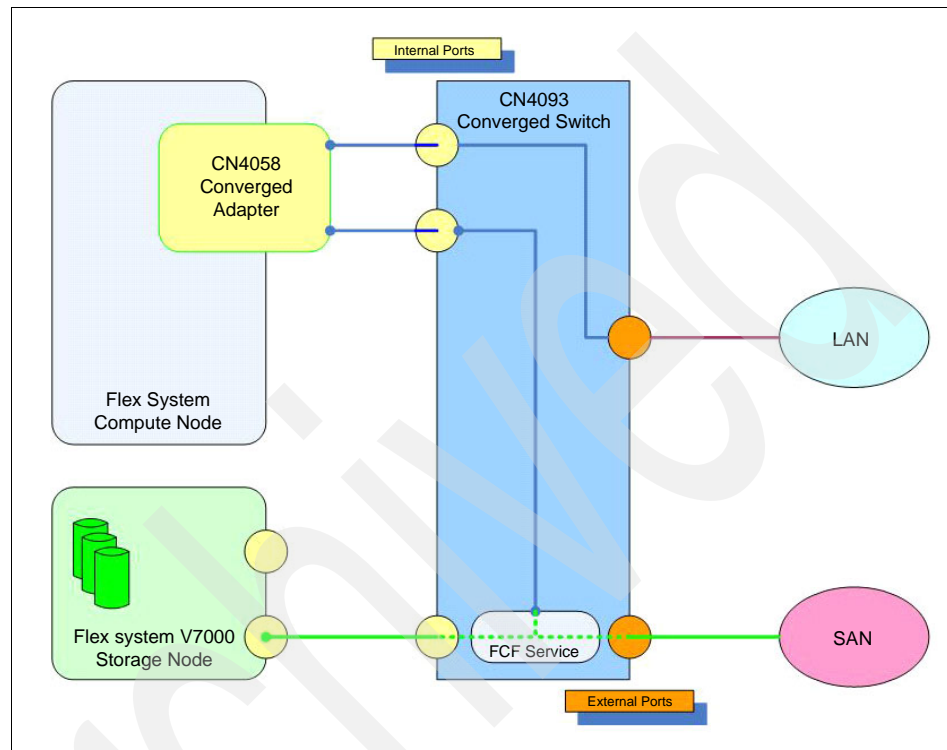 Internal Ports
CN4093
Converged Switch
CN4058
Converged
Adapter
LAN
Flex System
Compute Node
Flex system V7000
Storage Node
FCF Service
SAN
External Ports
Archived